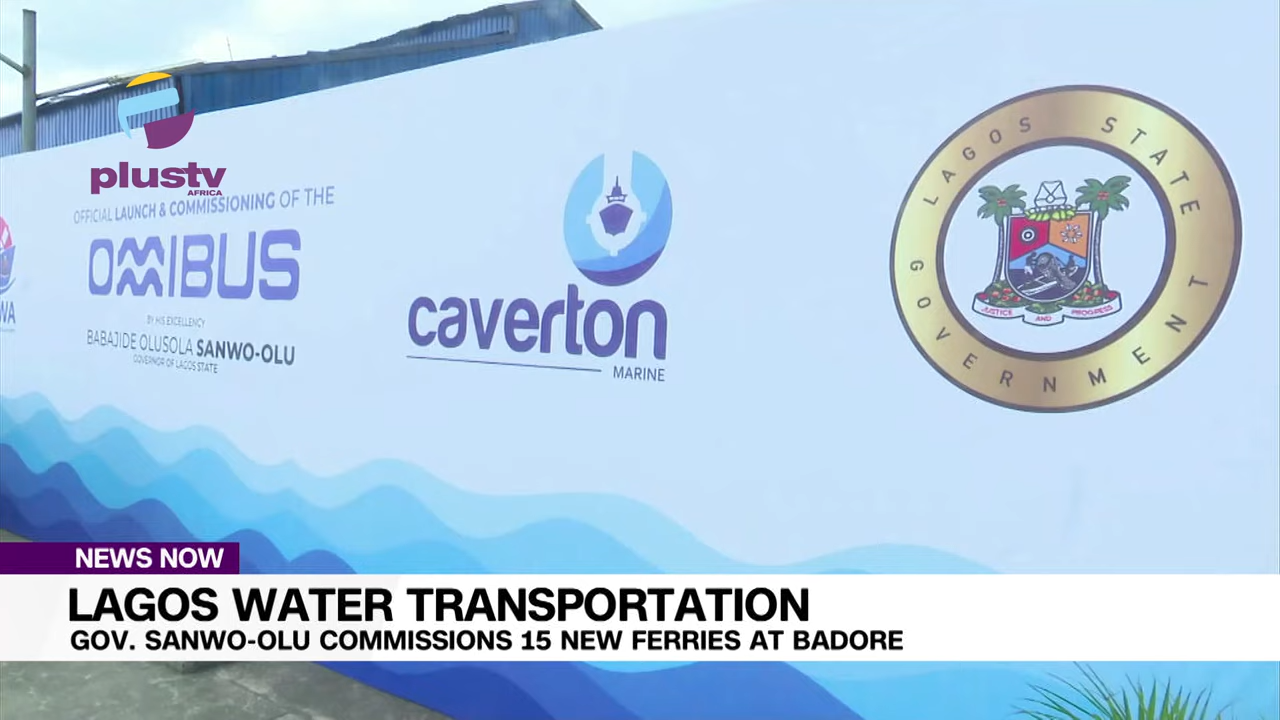 plustv
AFRICA
OFFICIAL LAUNCH & COMMISSIONING OF THE
OMIBUS
BY HIS EXCELLENCY
BABAJIDE OLUSOLA SANWO-OLU
GOVERNOR OF LAGOS STATE
WA
caverton
MARINE
LAGOS STATE
GOVERNMENT
JUSTICE AND PROGRESS
NEWS NOW
LAGOS WATER TRANSPORTATION
GOV. SANWO-OLU COMMISSIONS 15 NEW FERRIES AT BADORE